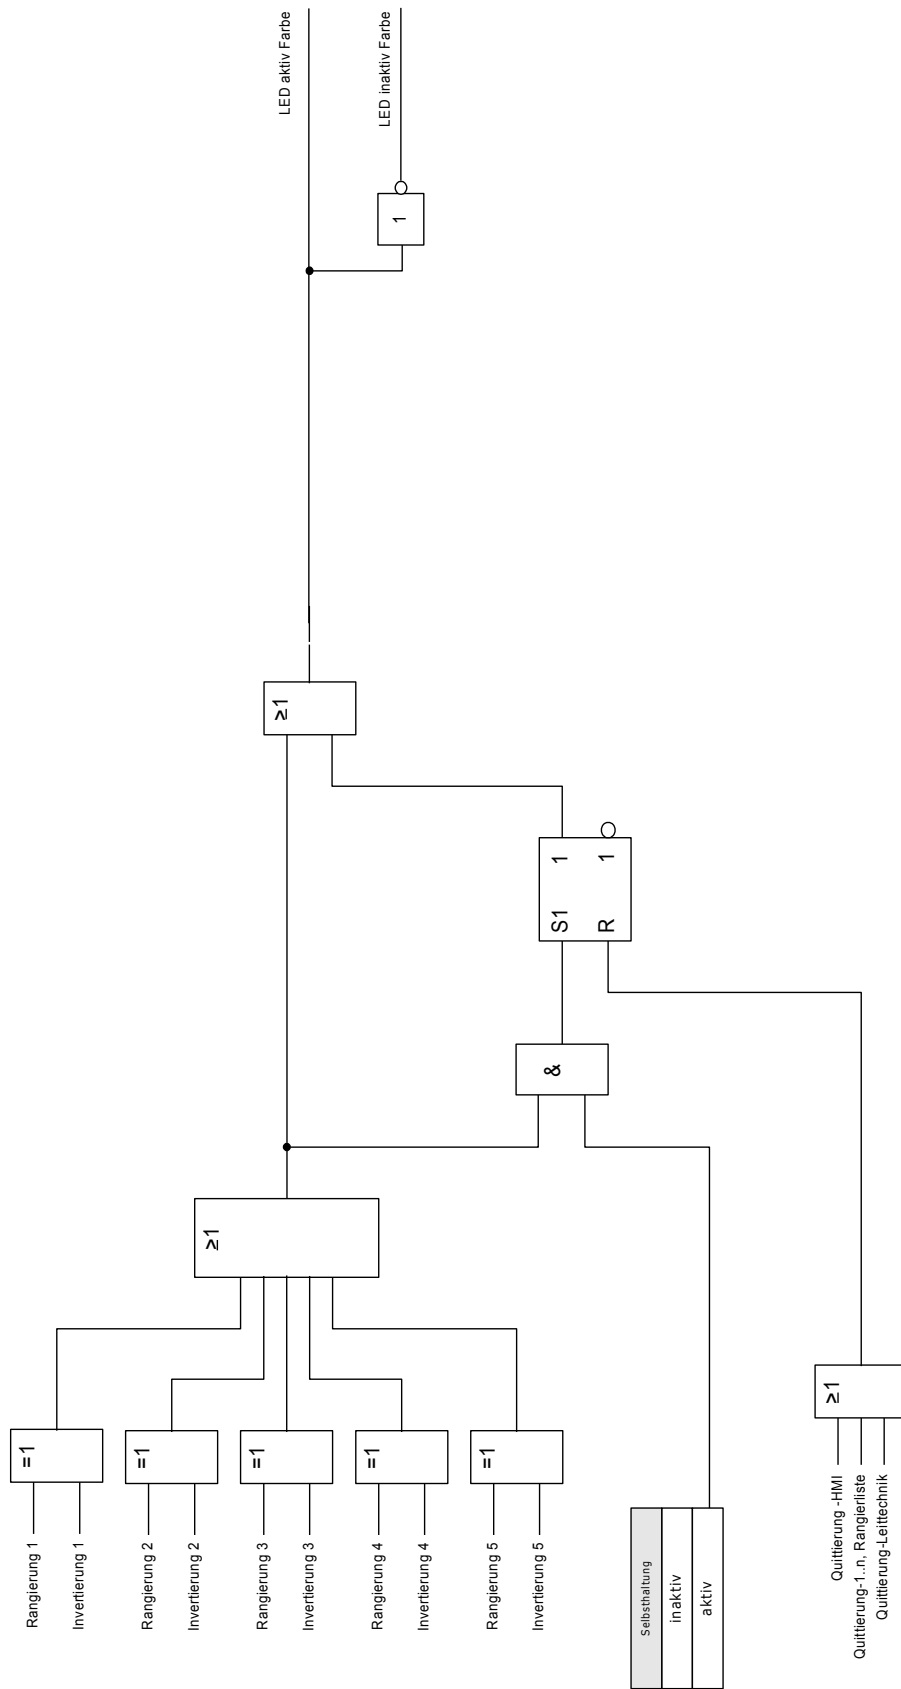 Rangierung 1
Invertierung 1
=1
Rangierung 2
Invertierung 2
=1
Rangierung 3
Invertierung 3
=1
Rangierung 4
Invertierung 4
=1
Rangierung 5
Invertierung 5
=1
≥1
Selbsthaltung
inaktiv
aktiv
&
S1 1
R 1
Quittierung -HMI
Quittierung-1..n, Rangierliste
Quittierung-Leittechnik
≥1
≥1
1
LED aktiv Farbe
LED inaktiv Farbe